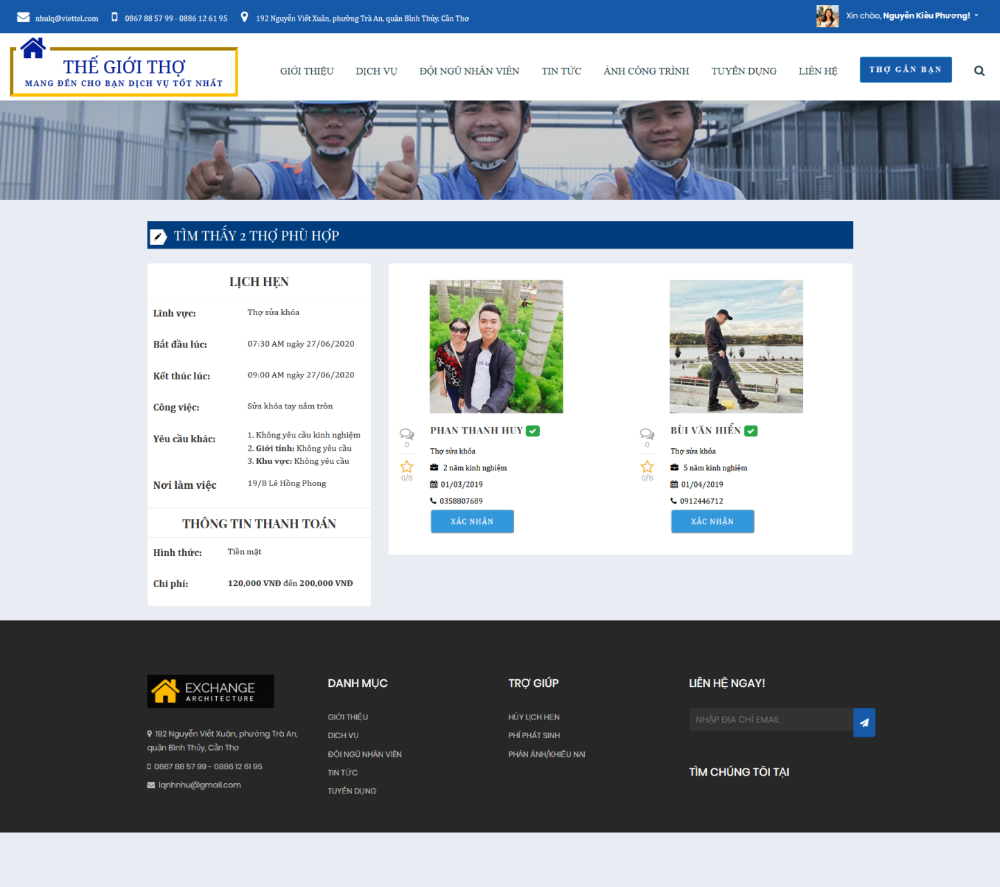 nhulq@viettel.com 0867 88 57 99 - 0886 12 61 95 192 Nguyễn Viết Xuân, phường Trà An, quận Bình Thủy, Cần Thơ
Xin chào, Nguyễn Kiều Phương!
THẾ GIỚI THỢ
MANG ĐẾN CHO BẠN DỊCH VỤ TỐT NHẤT
GIỚI THIỆU DỊCH VỤ ĐỘI NGŨ NHÂN VIÊN TIN TỨC ẢNH CÔNG TRÌNH TUYỂN DỤNG LIÊN HỆ THỢ GẦN BẠN
TÌM THẤY 2 THỢ PHÙ HỢP
LỊCH HẸN
Lĩnh vực: Thợ sửa khóa
Bắt đầu lúc: 07:30 AM ngày 27/06/2020
Kết thúc lúc: 09:00 AM ngày 27/06/2020
Công việc: Sửa khóa tay nắm tròn
Yêu cầu khác: 1. Không yêu cầu kinh nghiệm
2. Giới tính: Không yêu cầu
3. Khu vực: Không yêu cầu
Nơi làm việc 19/8 Lê Hồng Phong
THÔNG TIN THANH TOÁN
Hình thức: Tiền mặt
Chi phí: 120,000 VNĐ đến 200,000 VNĐ
PHAN THANH HUY
0
Thợ sửa khóa
2 năm kinh nghiệm
0/5
01/03/2019
0358807689
XÁC NHẬN
BÙI VĂN HIỂN
0
Thợ sửa khóa
5 năm kinh nghiệm
0/5
01/04/2019
0912446712
XÁC NHẬN
EXCHANGE
ARCHITECTURE
192 Nguyễn Viết Xuân, phường Trà An,
quận Bình Thủy, Cần Thơ
0867 88 57 99 - 0886 12 61 95
lqnhnhu@gmail.com
DANH MỤC
GIỚI THIỆU
DỊCH VỤ
ĐỘI NGŨ NHÂN VIÊN
TIN TỨC
TUYỂN DỤNG
TRỢ GIÚP
HỦY LỊCH HẸN
PHÍ PHÁT SINH
PHẢN ÁNH/KHIẾU NẠI
LIÊN HỆ NGAY!
NHẬP ĐỊA CHỈ EMAIL
TÌM CHÚNG TÔI TẠI